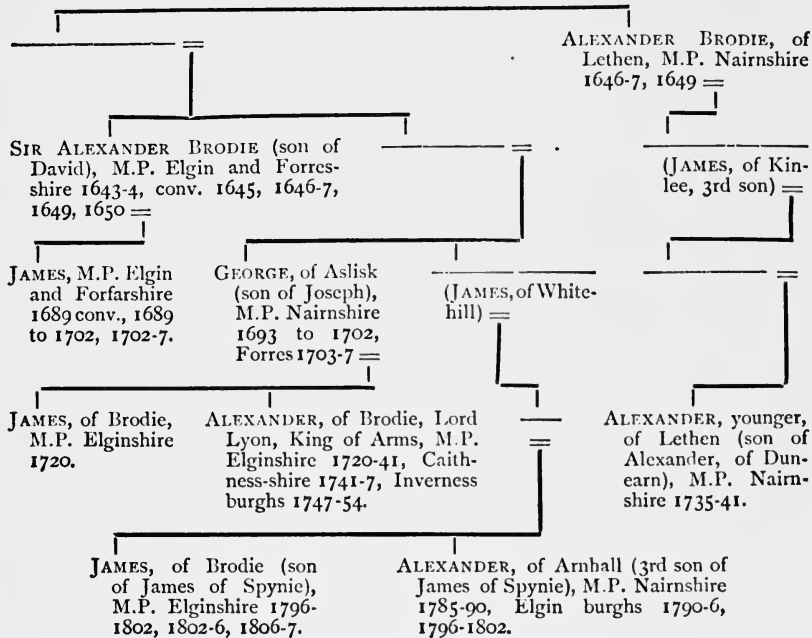 ALEXANDER BRODIE, of
Lethen, M.P. Nairnshire
1646-7, 1649 =
SIR ALEXANDER BRODIE (son of
David), M.P. Elgin and Forres-
shire 1643-4, conv. 1645, 1646-7,
1649, 1650 =
(JAMES, of Kin-
lee, 3rd son) =
JAMES, M.P. Elgin
and Forfarshire
1689 conv., 1689
to 1702, 1702-7.
GEORGE, of Aslisk
(son of Joseph),
M.P. Nairnshire
1693 to 1702,
Forres 1703-7 =
(JAMES, of White-
hill) =
JAMES, of Brodie,
M.P. Elginshire
1720.
ALEXANDER, of Brodie, Lord
Lyon, King of Arms, M.P.
Elginshire 1720-41, Caith-
ness-shire 1741-7, Inverness
burghs 1747-54.
ALEXANDER, younger,
of Lethen (son of
Alexander, of Dun-
earn), M.P. Nairn-
shire 1735-41.
JAMES, of Brodie (son
of James of Spynie),
M.P. Elginshire 1796-
1802, 1802-6, 1806-7.
ALEXANDER, of Arnhall (3rd son of
James of Spynie), M.P. Nairnshire
1785-90, Elgin burghs 1790-6,
1796-1802.